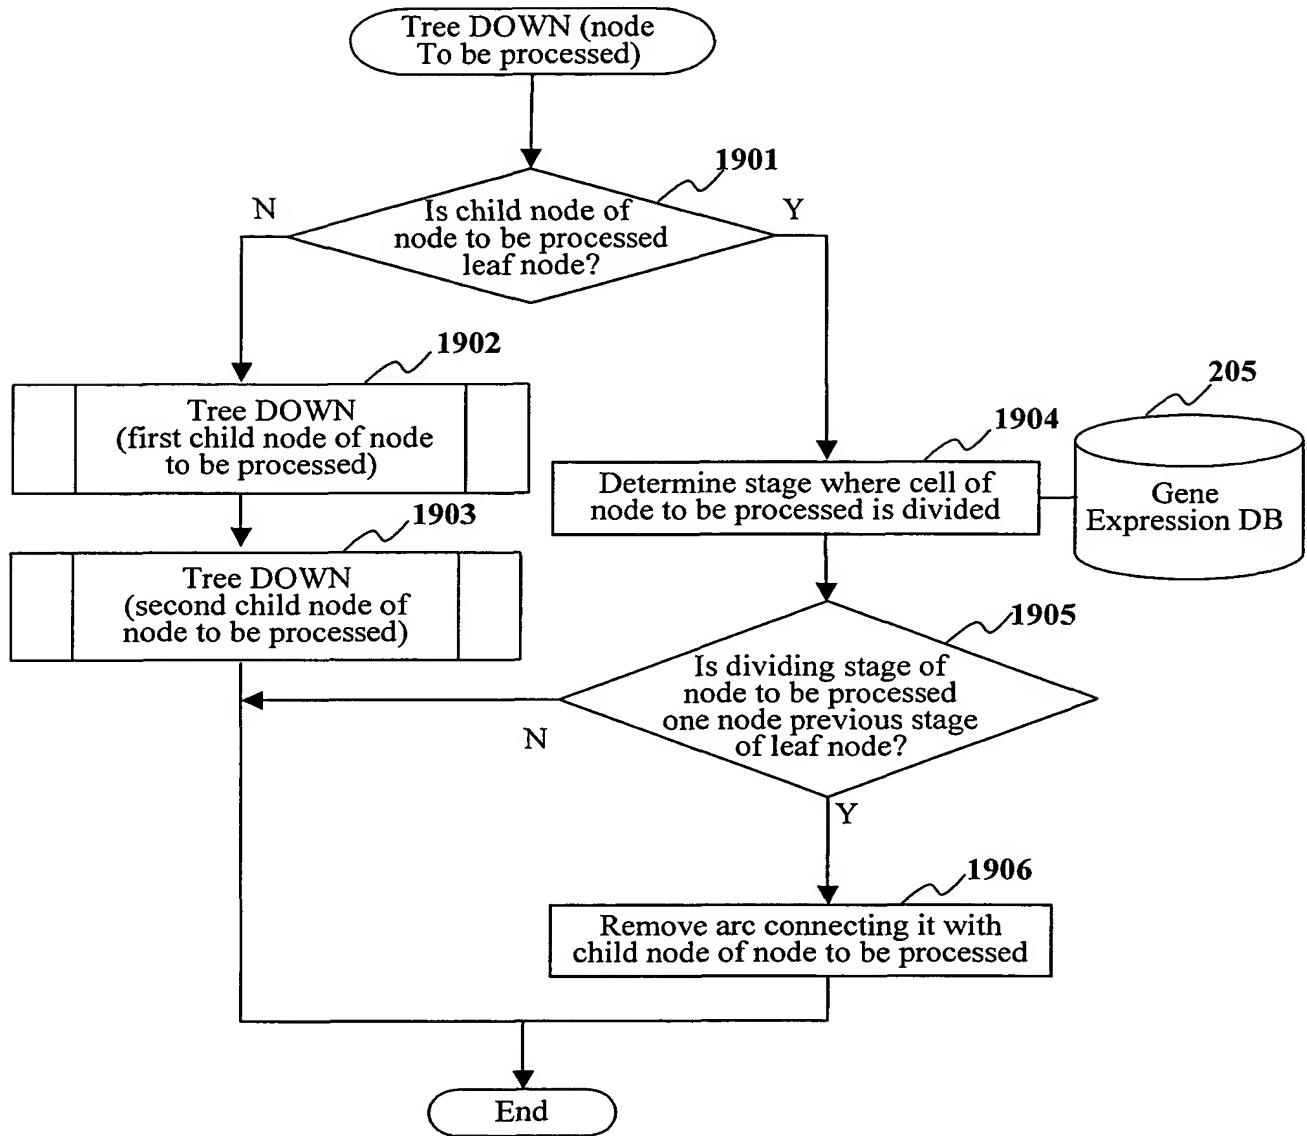 Tree DOWN (node
To be processed)
1901
N
Y
Is child node of
node to be processed
leaf node?
1902
Tree DOWN
(first child node of node
to be processed)
205
1904
Determine stage where cell of
node to be processed is divided
Gene
Expression DB
1903
Tree DOWN
(second child node of
node to be processed)
1905
Is dividing stage of
node to be processed
one node previous stage
of leaf node?
N
Y
1906
Remove arc connecting it with
child node of node to be processed
End